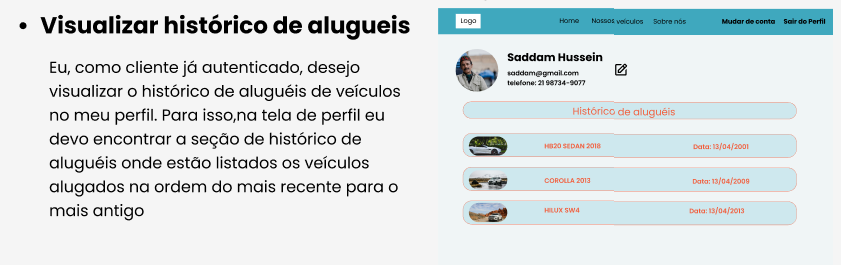 • Visualizar histórico de alugueis
Eu, como cliente já autenticado, desejo
visualizar o histórico de aluguéis de veículos
no meu perfil. Para isso,na tela de perfil eu
devo encontrar a seção de histórico de
aluguéis onde estão listados os veículos
alugados na ordem do mais recente para o
mais antigo
Logo Home Nossos veículos Sobre nós Mudar de conta Sair do Perfil
Saddam Hussein
saddam@gmail.com
telefone: 21 98734-9077
Histórico de aluguéis
HB20 SEDAN 2018 Data: 13/04/2001
COROLLA 2013 Data: 13/04/2009
HILUX SW4 Data: 13/04/2013